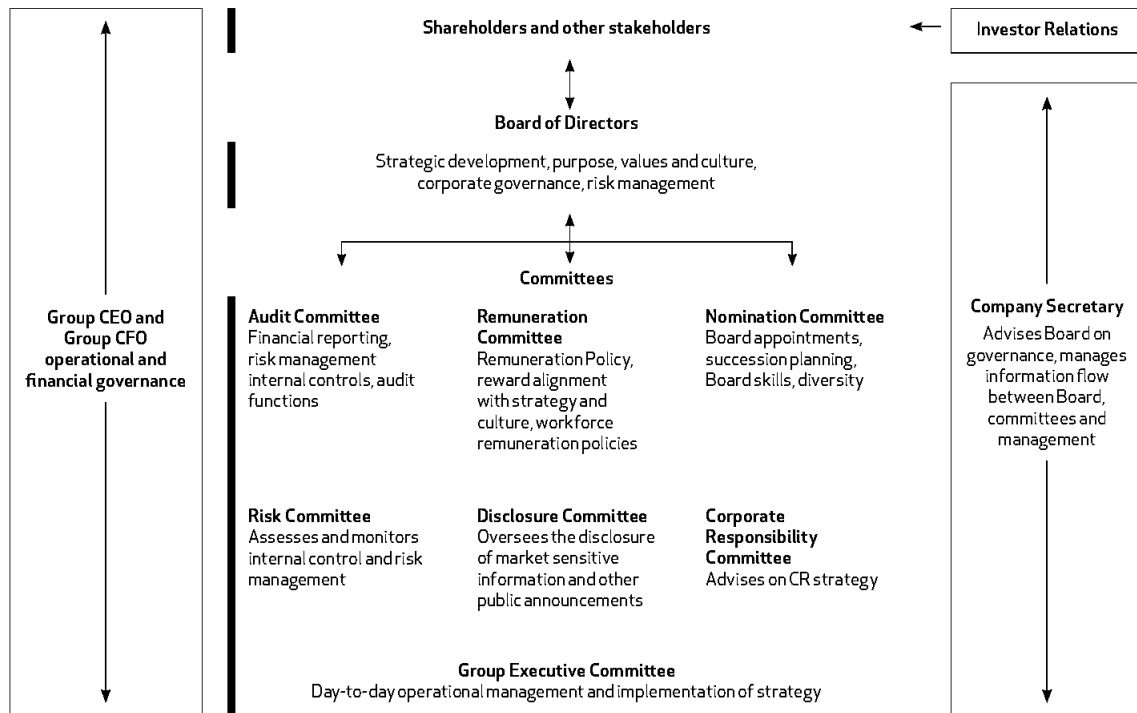 Shareholders and other stakeholders
Investor Relations
Board of Directors
Strategic development, purpose, values and culture,
corporate governance, risk management
Committees
Group CEO and
Group CFO
operational and
financial governance
Audit Committee
Financial reporting,
risk management
internal controls, audit
functions
Remuneration
Committee
Remuneration Policy,
reward alignment
with strategy and
culture, workforce
remuneration policies
Nomination Committee
Board appointments,
succession planning,
Board skills, diversity
Company Secretary
Advises Board on
governance, manages
information flow
between Board,
committees and
management
Risk Committee
Assesses and monitors
internal control and risk
management
Disclosure Committee
Oversees the disclosure
of market sensitive
information and other
public announcements
Corporate
Responsibility
Committee
Advises on CR strategy
Group Executive Committee
Day-to-day operational management and implementation of strategy